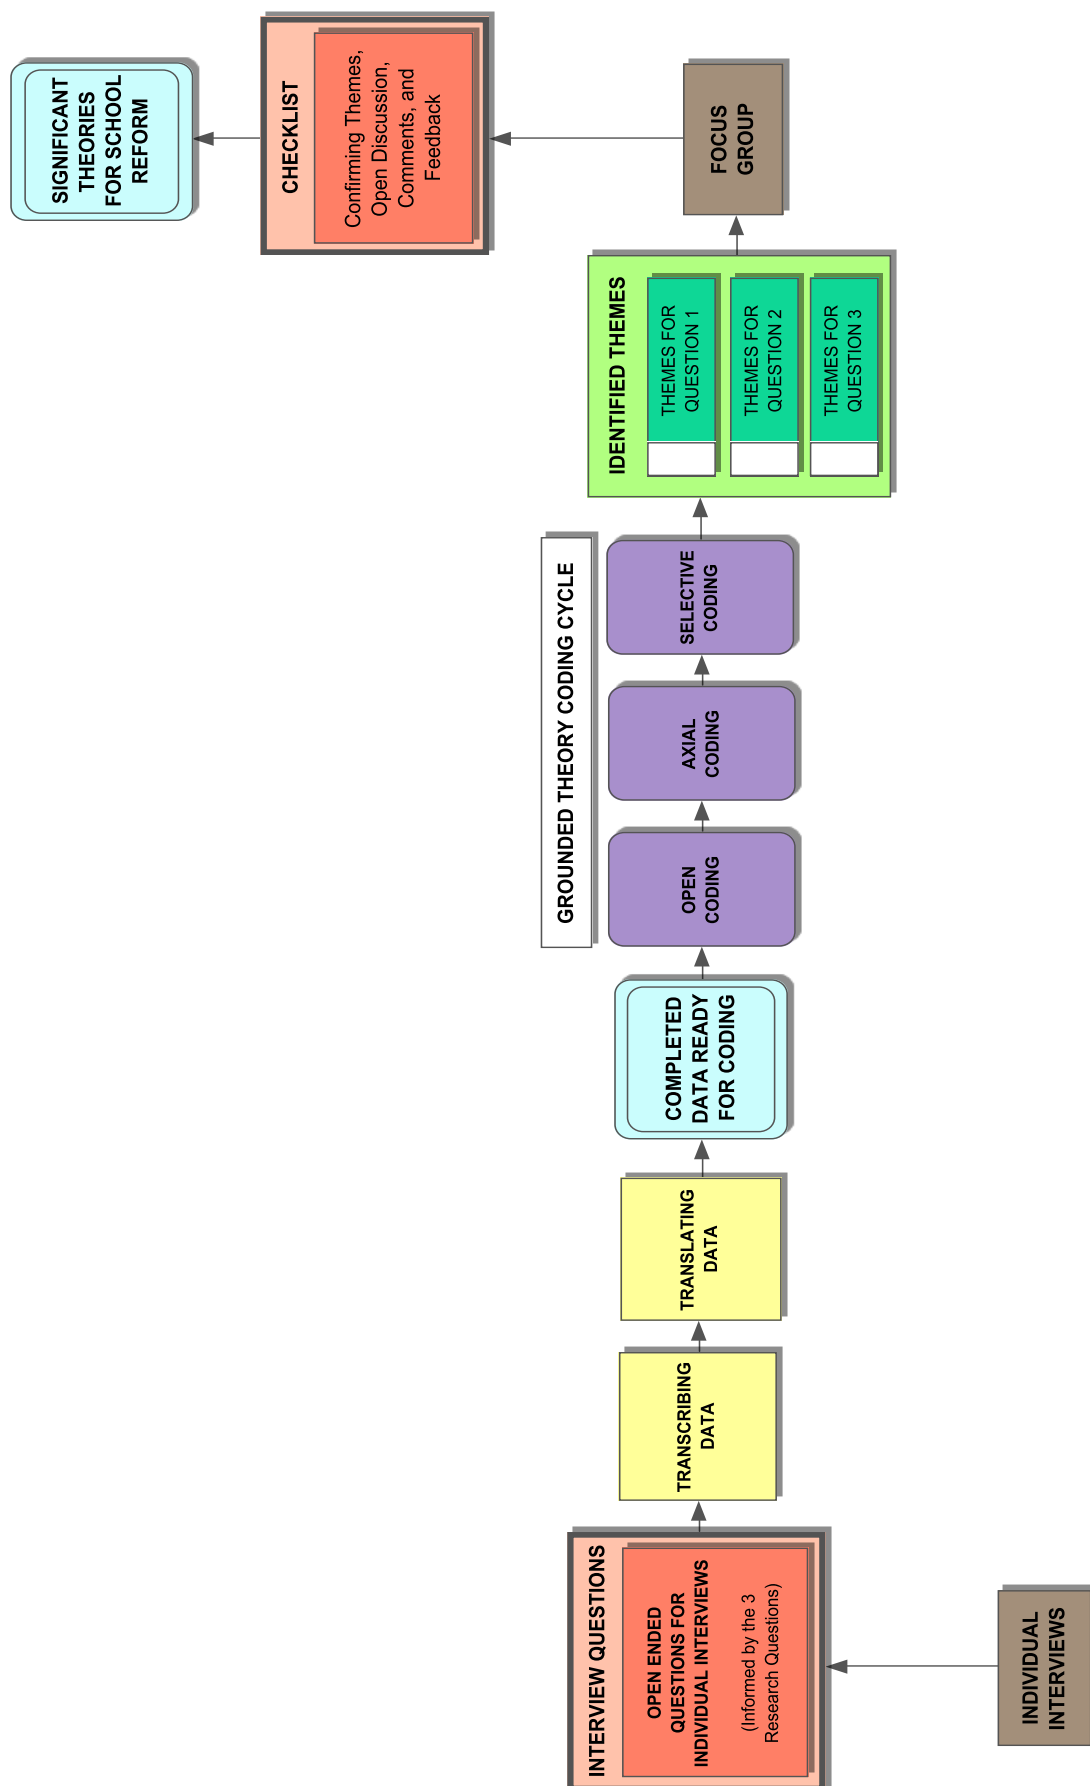 INDIVIDUAL
INTERVIEWS
INTERVIEW QUESTIONS
OPEN ENDED
QUESTIONS FOR
INDIVIDUAL INTERVIEWS
(Informed by the 3
Research Questions)
TRANSCRIBING
DATA
TRANSLATING
DATA
COMPLETED
DATA READY
FOR CODING
GROUNDED THEORY CODING CYCLE
OPEN
CODING
AXIAL
CODING
SELECTIVE
CODING
IDENTIFIED THEMES
THEMES FOR
QUESTION 1
THEMES FOR
QUESTION 2
THEMES FOR
QUESTION 3
FOCUS
GROUP
CHECKLIST
Confirming Themes,
Open Discussion,
Comments, and
Feedback
SIGNIFICANT
THEORIES
FOR SCHOOL
REFORM